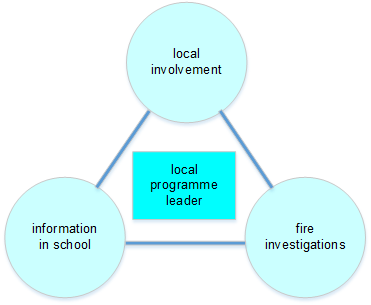 local
involvement
local
programme
leader
information
in school
fire
investigations